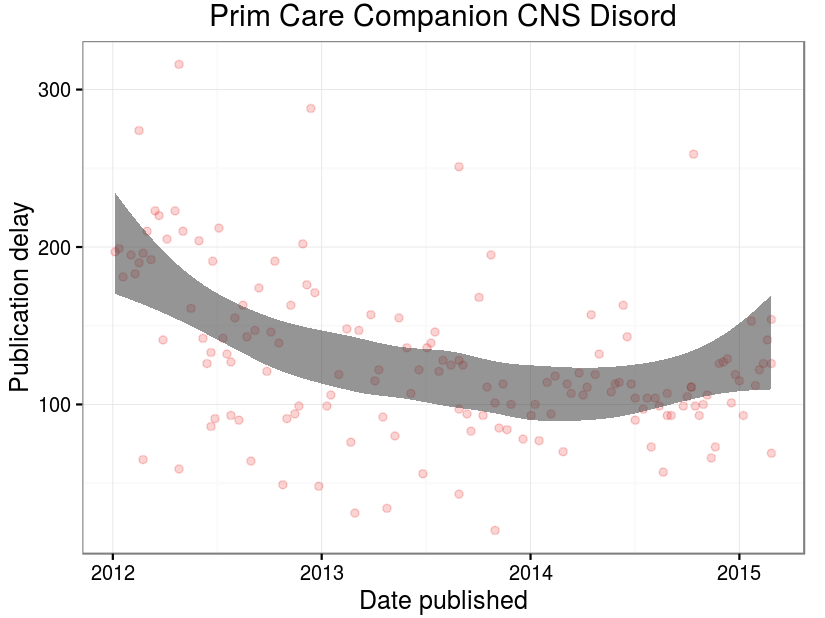 Prim Care Companion CNS Disord
Publication delay
300
200
100
2012 2013 2014 2015
Date published